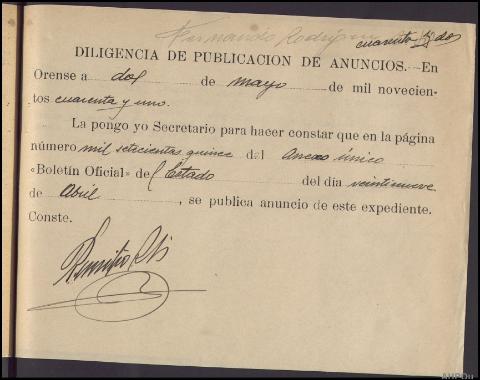 Fernando Rodrígu
cuarenta y dos
DILIGENCIA DE PUBLICACION DE ANUNCIOS.—En
Orense a dos de mayo de mil novecien-
tos cuarenta y uno.
La pongo yo Secretario para hacer constar que en la página
número mil setecientas quince del anexo único
«Boletín Oficial» del Estado del día veintinueve
de Abril, se publica anuncio de este expediente.
Conste.